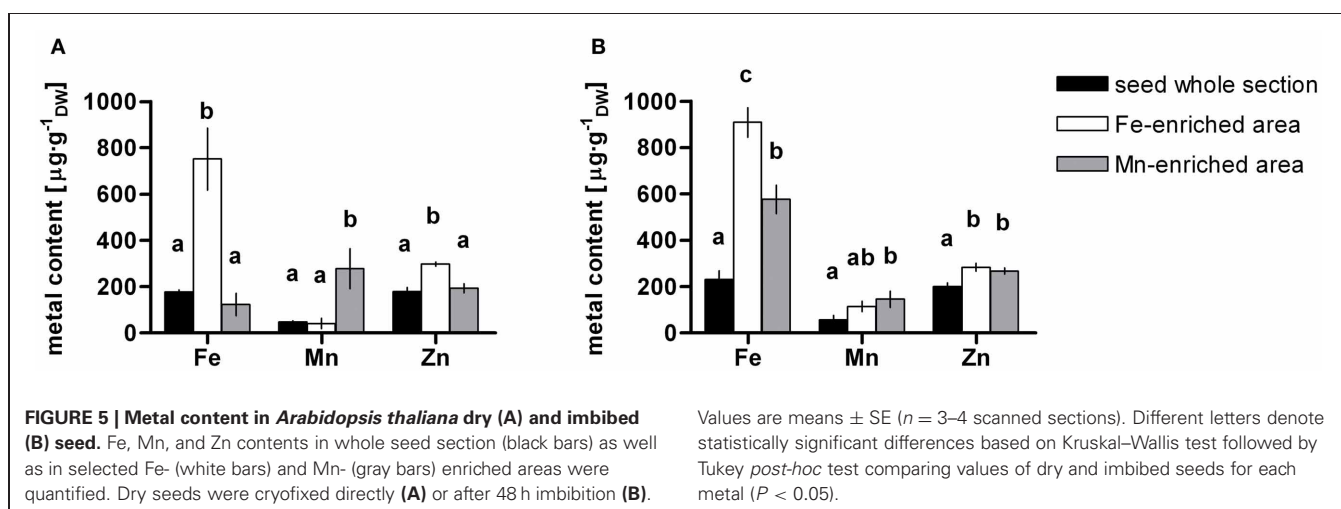 A
metal content [µg·g⁻¹DW]
1000
800
600
400
200
0
a b a
a a b
a b a
Fe Mn Zn
B
metal content [µg·g⁻¹DW]
1000
800
600
400
200
0
a c b
a ab b
a b b
Fe Mn Zn
seed whole section
Fe-enriched area
Mn-enriched area
FIGURE 5 | Metal content in Arabidopsis thaliana dry (A) and imbibed
(B) seed. Fe, Mn, and Zn contents in whole seed section (black bars) as well
as in selected Fe- (white bars) and Mn- (gray bars) enriched areas were
quantified. Dry seeds were cryofixed directly (A) or after 48 h imbibition (B).
Values are means ± SE (n = 3–4 scanned sections). Different letters denote
statistically significant differences based on Kruskal–Wallis test followed by
Tukey post-hoc test comparing values of dry and imbibed seeds for each
metal (P < 0.05).